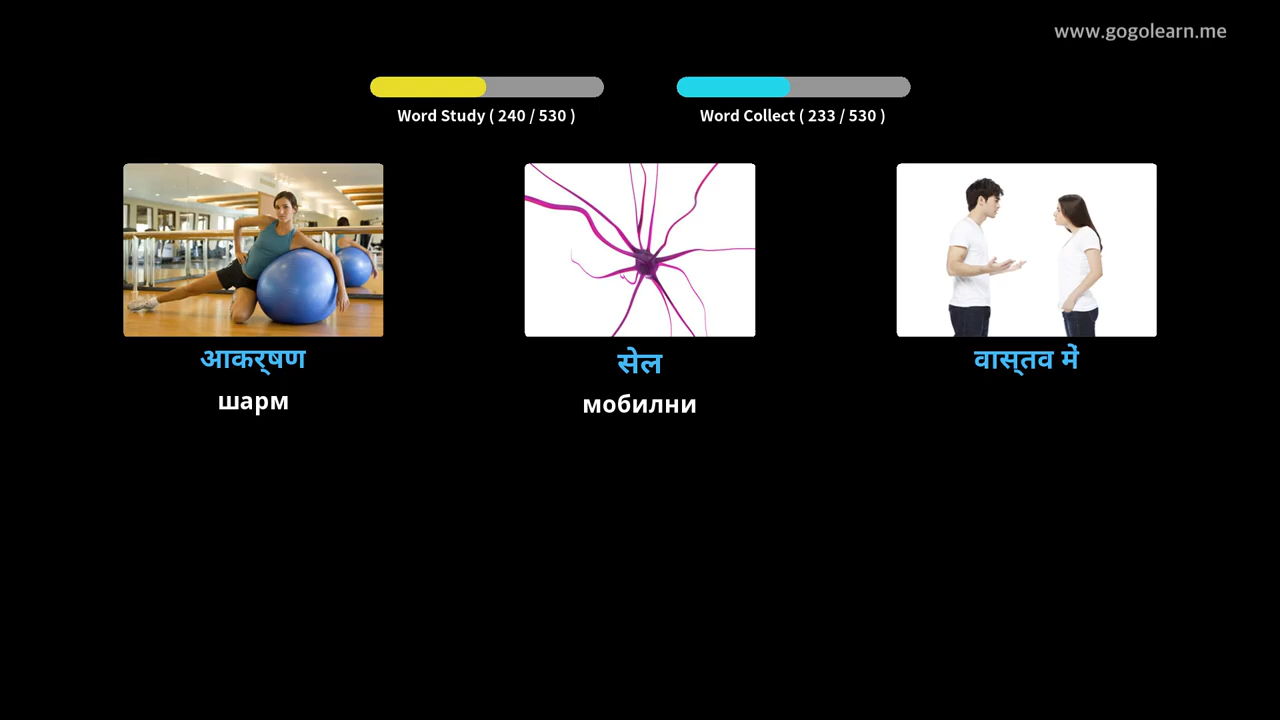 www.gogolearn.me
Word Study ( 240 / 530 )
Word Collect ( 233 / 530 )
आकर्षण
шарм
सेल
мобилни
वास्तव में